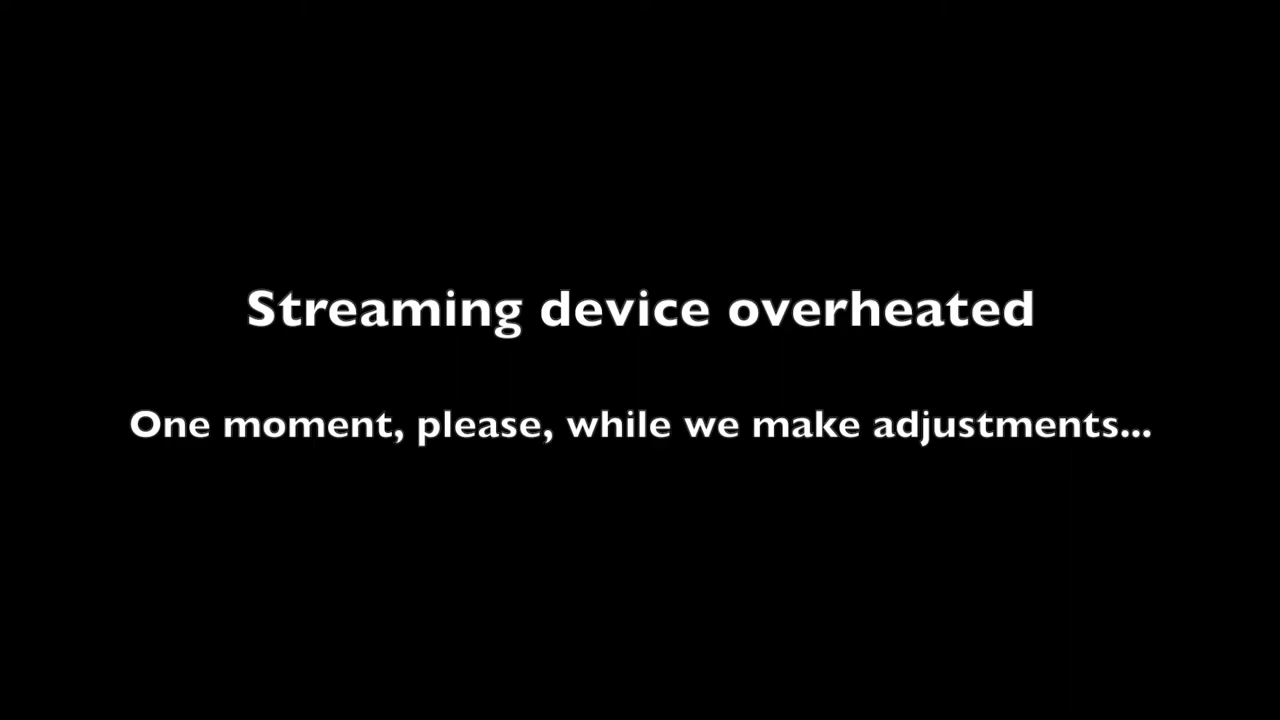 Streaming device overheated
One moment, please, while we make adjustments...